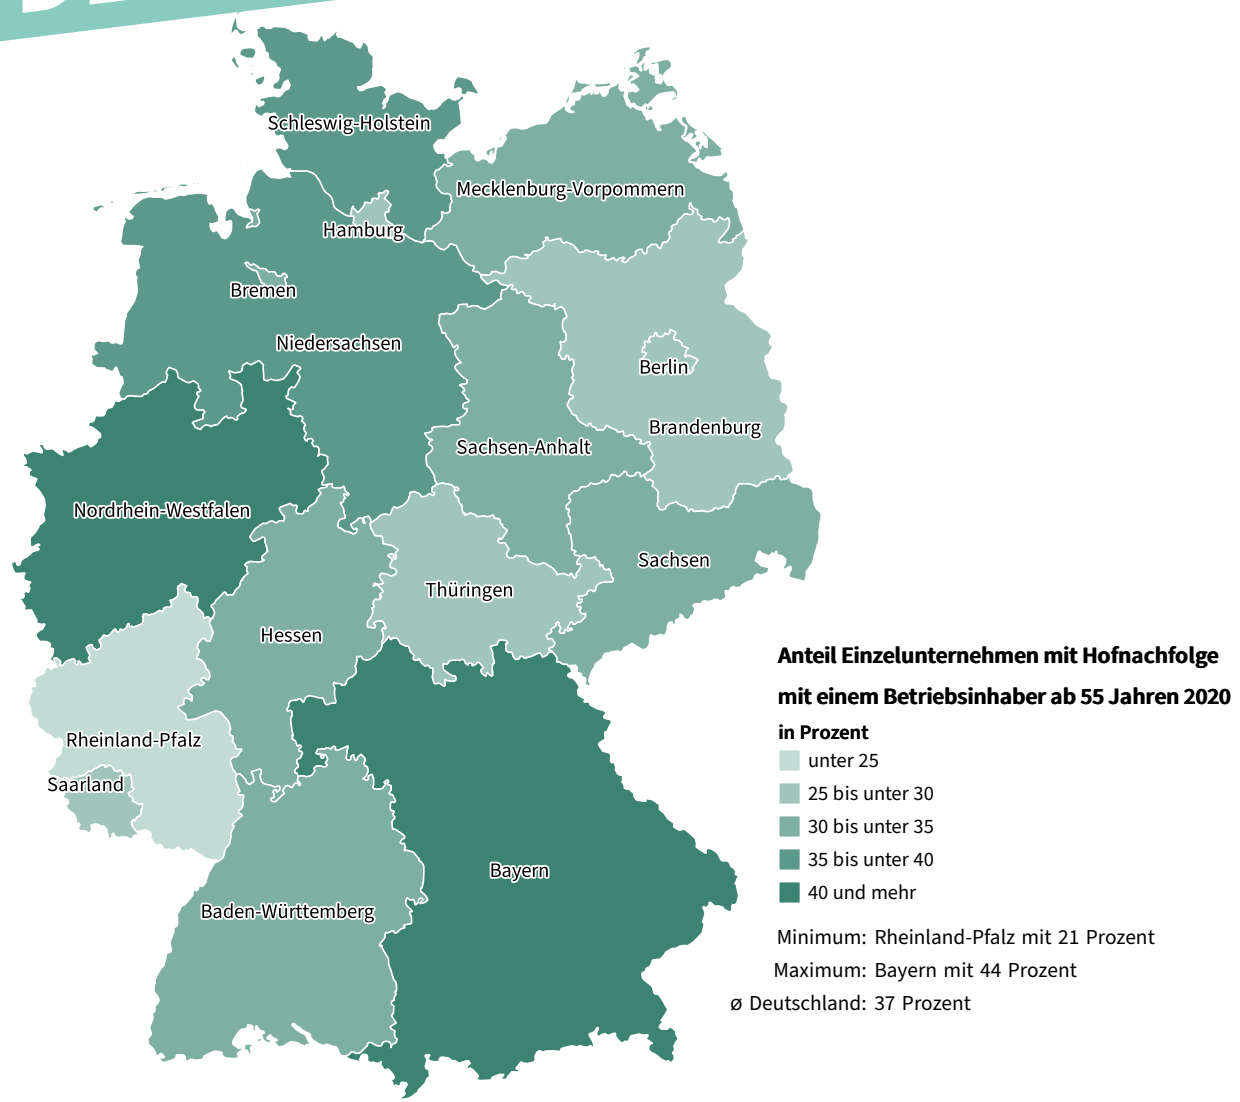 Schleswig-Holstein
Mecklenburg-Vorpommern
Hamburg
Bremen
Niedersachsen
Berlin
Brandenburg
Sachsen-Anhalt
Nordrhein-Westfalen
Sachsen
Thüringen
Hessen
Rheinland-Pfalz
Saarland
Bayern
Baden-Württemberg
Anteil Einzelunternehmen mit Hofnachfolge
mit einem Betriebsinhaber ab 55 Jahren 2020
in Prozent
unter 25
25 bis unter 30
30 bis unter 35
35 bis unter 40
40 und mehr
Minimum: Rheinland-Pfalz mit 21 Prozent
Maximum: Bayern mit 44 Prozent
ø Deutschland: 37 Prozent